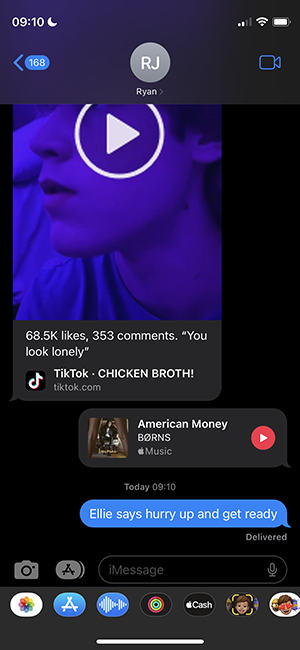 09:10
168
RJ
Ryan
68.5K likes, 353 comments. “You
look lonely”
TikTok · CHICKEN BROTH!
tiktok.com
American Money
BØRNS
Music
Today 09:10
Ellie says hurry up and get ready
Delivered
iMessage
Cash